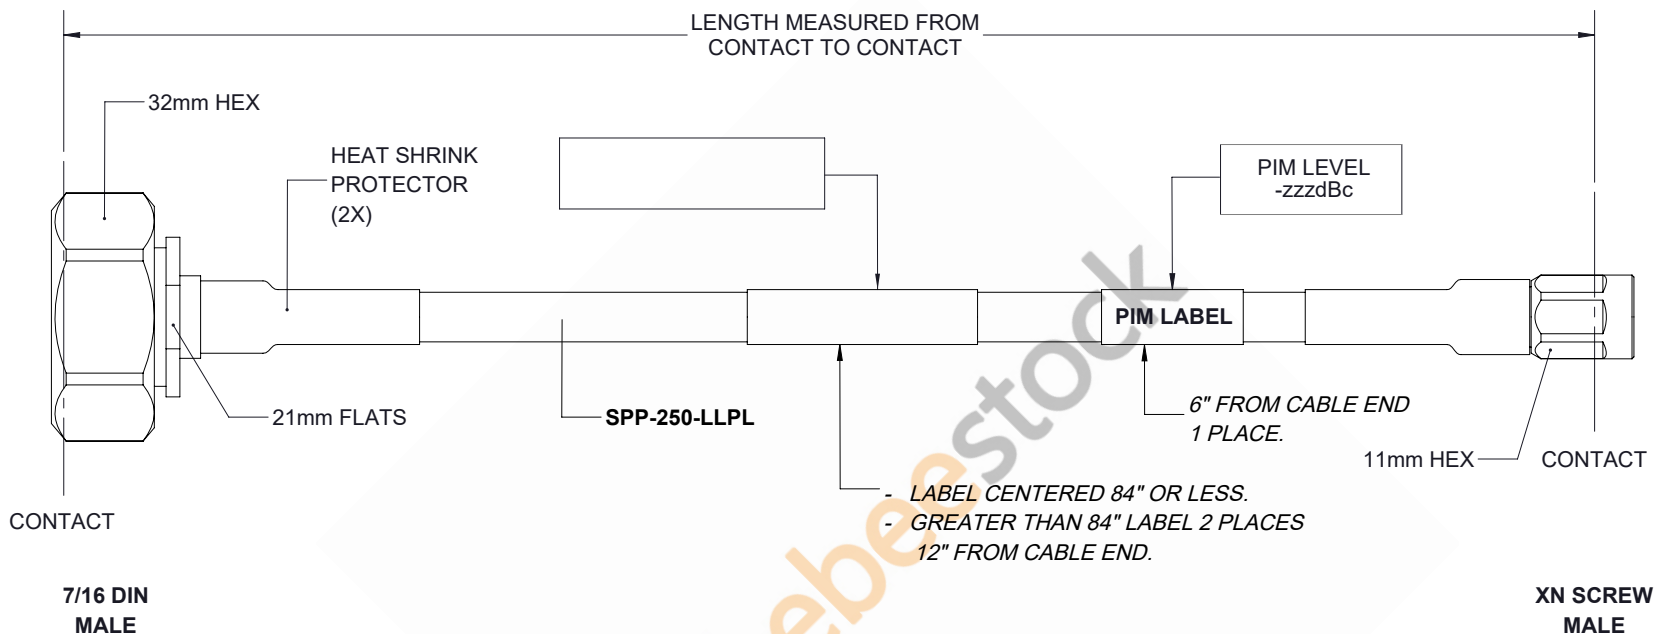 LENGTH MEASURED FROM
CONTACT TO CONTACT
32mm HEX
HEAT SHRINK
PROTECTOR
(2X)
PIM LEVEL
-zzzdBc
PIM LABEL
21mm FLATS
SPP-250-LLPL
6" FROM CABLE END
1 PLACE.
11mm HEX
CONTACT
- LABEL CENTERED 84" OR LESS.
- GREATER THAN 84" LABEL 2 PLACES
12" FROM CABLE END.
CONTACT
7/16 DIN
MALE
XN SCREW
MALE
ebeestock